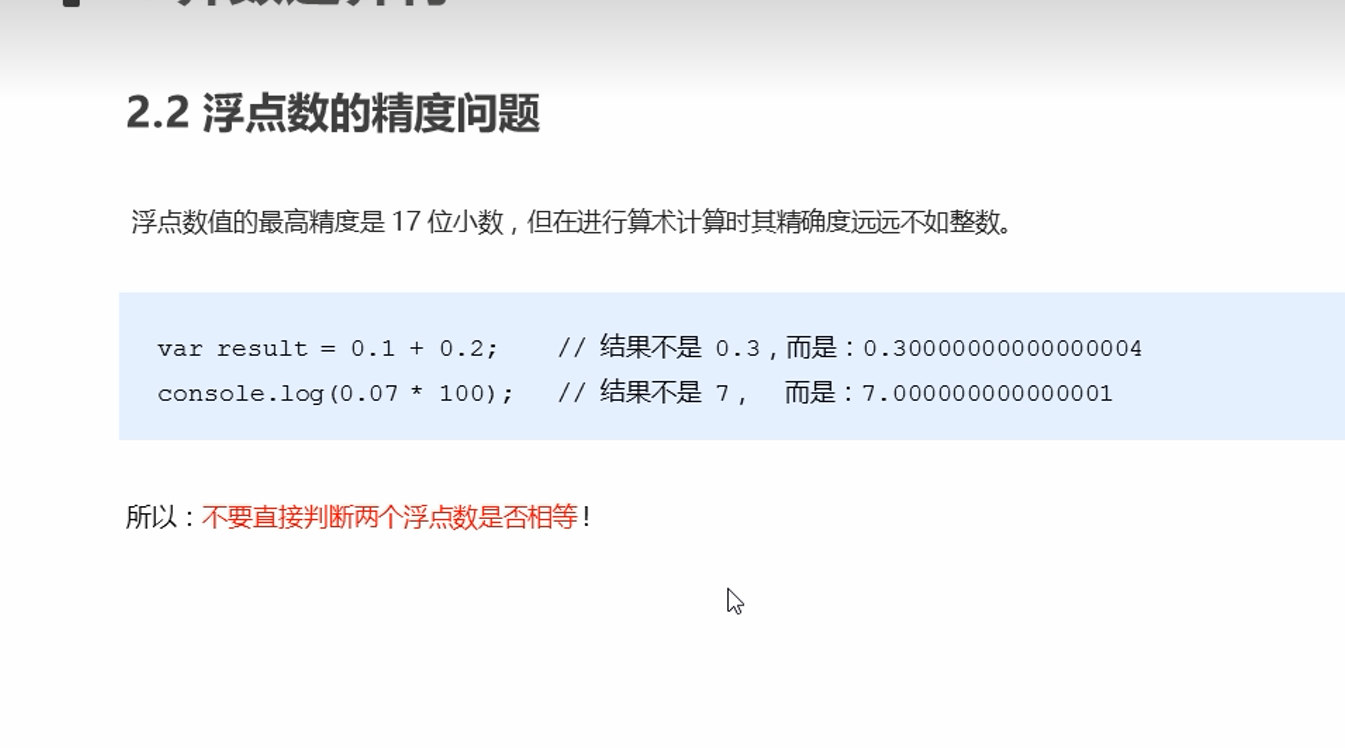 2.2 浮点数的精度问题
浮点数值的最高精度是 17 位小数，但在进行算术计算时其精确度远远不如整数。
var result = 0.1 + 0.2;    // 结果不是 0.3，而是：0.30000000000000004
console.log(0.07 * 100);   // 结果不是 7，  而是：7.000000000000001
所以：不要直接判断两个浮点数是否相等！